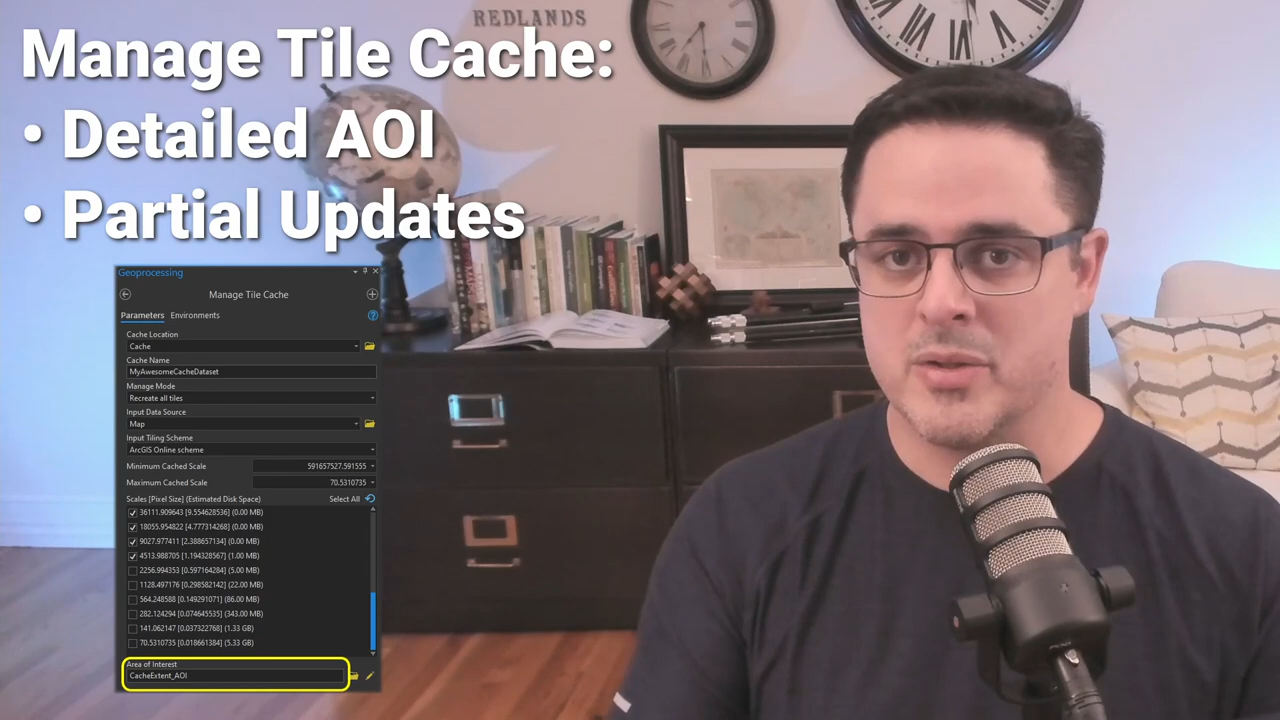 REDLANDS
Manage Tile Cache:
• Detailed AOI
• Partial Updates
Geoprocessing
Manage Tile Cache
Parameters Environments
Cache Location
Cache
Cache Name
MyAwesomeCacheDataset
Manage Mode
Recreate all tiles
Input Data Source
Map
Input Tiling Scheme
ArcGIS Online scheme
Minimum Cached Scale 591657527.591555
Maximum Cached Scale 70.5310735
Scales [Pixel Size] (Estimated Disk Space) Select All
36111.909643 [9.554628536] (0.00 MB)
18055.954822 [4.777314268] (0.00 MB)
9027.977411 [2.388657134] (0.00 MB)
4513.988705 [1.194328567] (1.00 MB)
2256.994353 [0.597164284] (5.00 MB)
1128.497176 [0.298582142] (22.00 MB)
564.248588 [0.149291071] (86.00 MB)
282.124294 [0.074645535] (343.00 MB)
141.062147 [0.037322768] (1.33 GB)
70.5310735 [0.018661384] (5.33 GB)
Area of Interest
CacheExtent_AOI